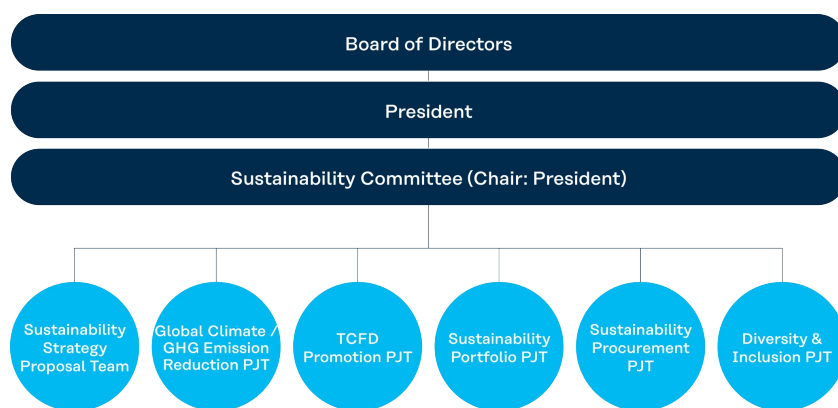 Board of Directors
President
Sustainability Committee (Chair: President)
Sustainability
Strategy
Proposal Team
Global Climate /
GHG Emission
Reduction PJT
TCFD
Promotion PJT
Sustainability
Portfolio PJT
Sustainability
Procurement
PJT
Diversity &
Inclusion PJT